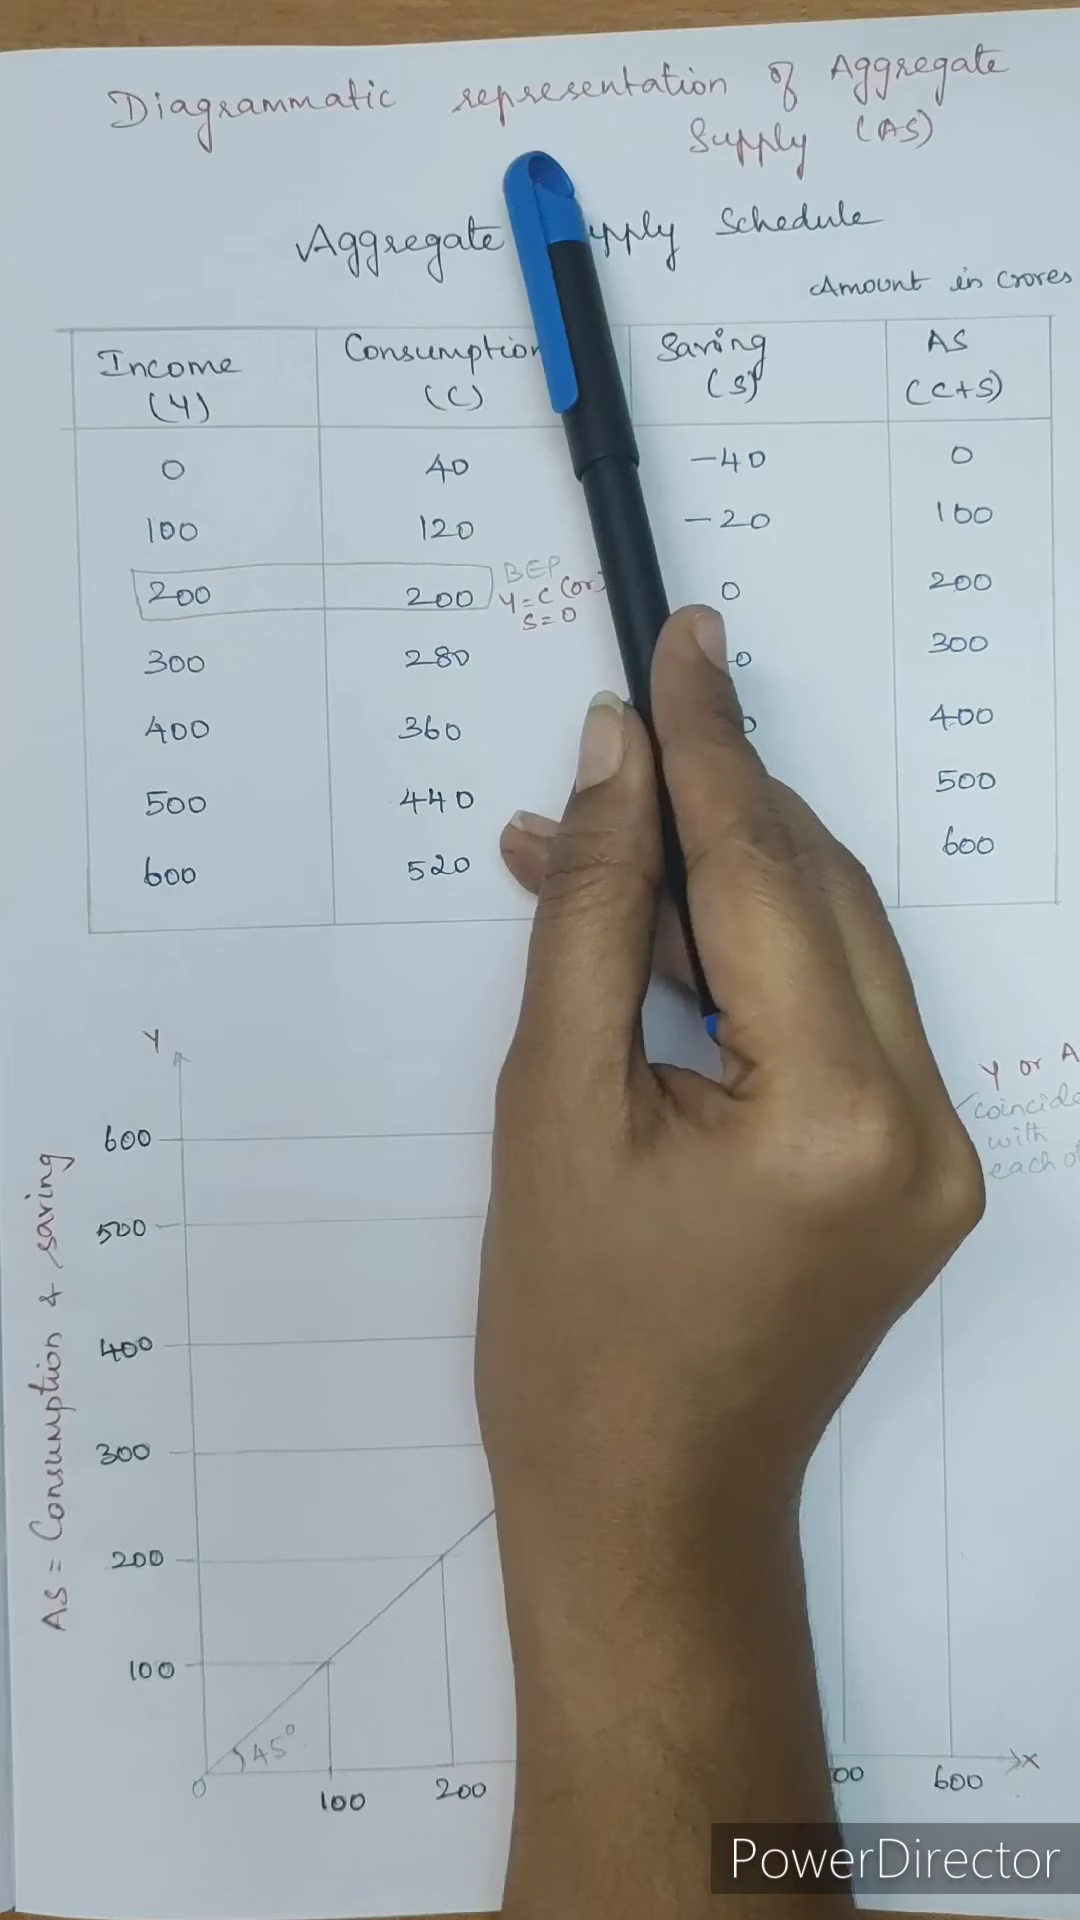 Diagrammatic representation of Aggregate
Supply (AS)
Aggregate upply Schedule
Amount in crores
Income (Y) Consumption (C) Saving (S) AS (C+S)
0 40 -40 0
100 120 -20 100
200 200 BEP Y=C (or) S=0 0 200
300 280 300
400 360 400
500 440 500
600 520 600
Y
Y or A
coincide
with
each
AS = Consumption & saving
600
500
400
300
200
100
45°
0 100 200 00 600 X
PowerDirector